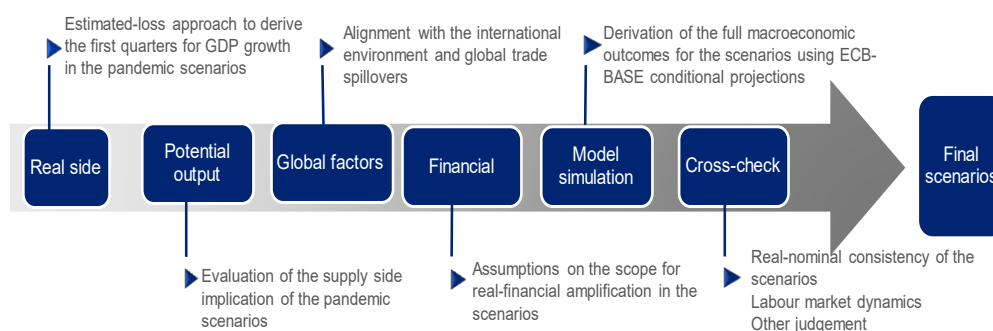 Estimated-loss approach to derive
the first quarters for GDP growth
in the pandemic scenarios
Alignment with the international
environment and global trade
spillovers
Derivation of the full macroeconomic
outcomes for the scenarios using ECB-
BASE conditional projections
Real side
Potential
output
Global factors
Financial
Model
simulation
Cross-check
Final
scenarios
Evaluation of the supply side
implication of the pandemic
scenarios
Assumptions on the scope for
real-financial amplification in the
scenarios
Real-nominal consistency of the
scenarios
Labour market dynamics
Other judgement